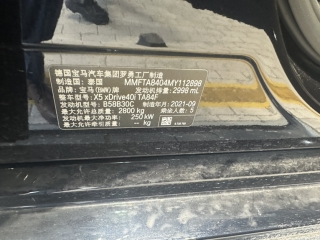 德国宝马汽车集团罗勇工厂制造
制造国：泰国 MMFTA8404MY112898
品牌：宝马(BMW)牌 发动机排量：2998 mL
整车型号：X5 xDrive40i TA84F
发动机型号：B58B30C 制造年月：2021-09
最大允许总质量：2800 kg 乘坐人数：5
发动机最大净功率：250 kW
最大允许牵引质量：-- kg